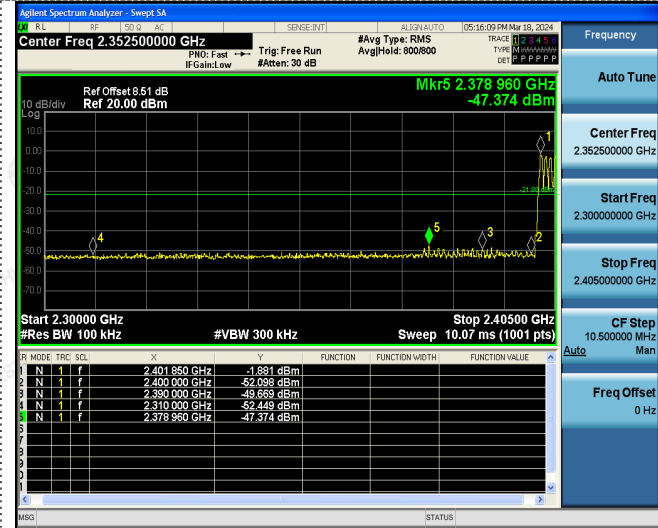 Agilent Spectrum Analyzer - Swept SA
RL RF 50 Ω AC SENSE:INT ALIGN AUTO 05:16:09 PM Mar 18, 2024
Center Freq 2.352500000 GHz
PNO: Fast
IFGain:Low
Trig: Free Run
#Atten: 30 dB
#Avg Type: RMS
Avg|Hold: 800/800
TRACE 1 2 3 4 5 6
TYPE M
DET P P P P P P
Mkr5 2.378 960 GHz
-47.374 dBm
Ref Offset 8.51 dB
10 dB/div Ref 20.00 dBm
Log
10.0
0.00
-10.0
-20.0
-30.0
-40.0
-50.0
-60.0
-70.0
1
2
3
4
5
Start 2.30000 GHz Stop 2.40500 GHz
#Res BW 100 kHz #VBW 300 kHz Sweep 10.07 ms (1001 pts)
MODE TRC SCL X Y FUNCTION FUNCTION WIDTH FUNCTION VALUE
1 N 1 f 2.401 850 GHz -1.881 dBm
2 N 1 f 2.400 000 GHz -52.098 dBm
3 N 1 f 2.390 000 GHz -49.669 dBm
4 N 1 f 2.310 000 GHz -52.449 dBm
5 N 1 f 2.378 960 GHz -47.374 dBm
6
7
8
9
MSG STATUS
Frequency
Auto Tune
Center Freq
2.352500000 GHz
Start Freq
2.300000000 GHz
Stop Freq
2.405000000 GHz
CF Step
10.500000 MHz
Auto Man
Freq Offset
0 Hz